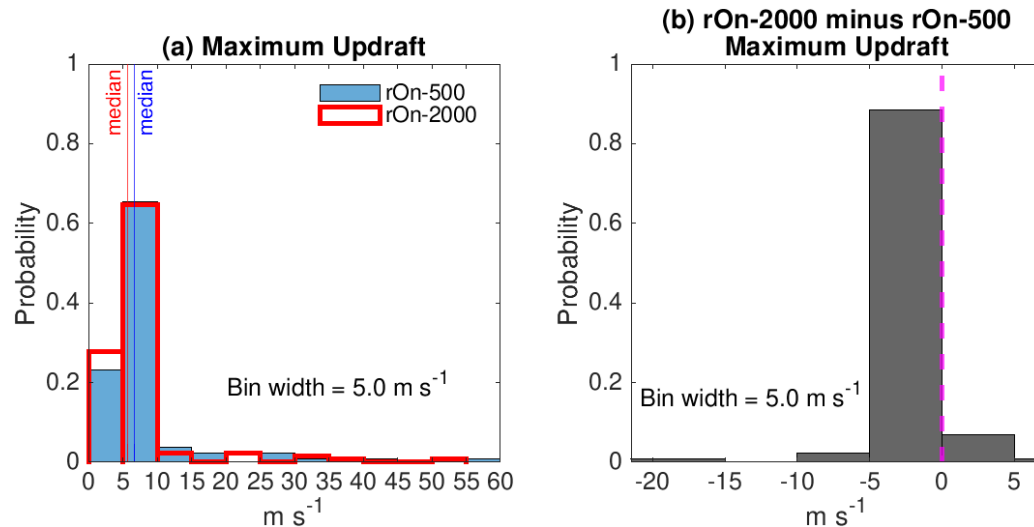 (a) Maximum Updraft
1
0.8
0.6
0.4
0.2
0
Probability
median
median
rOn-500
rOn-2000
Bin width = 5.0 m s-1
0 5 10 15 20 25 30 35 40 45 50 55 60
m s-1
(b) rOn-2000 minus rOn-500
Maximum Updraft
1
0.8
0.6
0.4
0.2
0
Probability
Bin width = 5.0 m s-1
-20 -15 -10 -5 0 5
m s-1